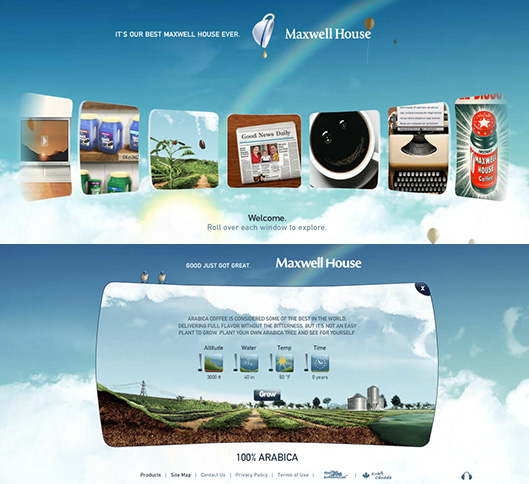 IT'S OUR BEST MAXWELL HOUSE EVER.
Maxwell House
Good News Daily
MAXWELL
HOUSE
Coffee
Welcome.
Roll over each window to explore.
GOOD JUST GOT GREAT.
Maxwell House
X
ARABICA COFFEE IS CONSIDERED SOME OF THE BEST IN THE WORLD,
DELIVERING FULL FLAVOR WITHOUT THE BITTERNESS. BUT IT'S NOT AN EASY
PLANT TO GROW. PLANT YOUR OWN ARABICA TREE AND SEE FOR YOURSELF.
Altitude Water Temp Time
3000 ft 40 in 50 °F 0 years
Grow
100% ARABICA
Products | Site Map | Contact Us | Privacy Policy | Terms of Use | Kraft Canada